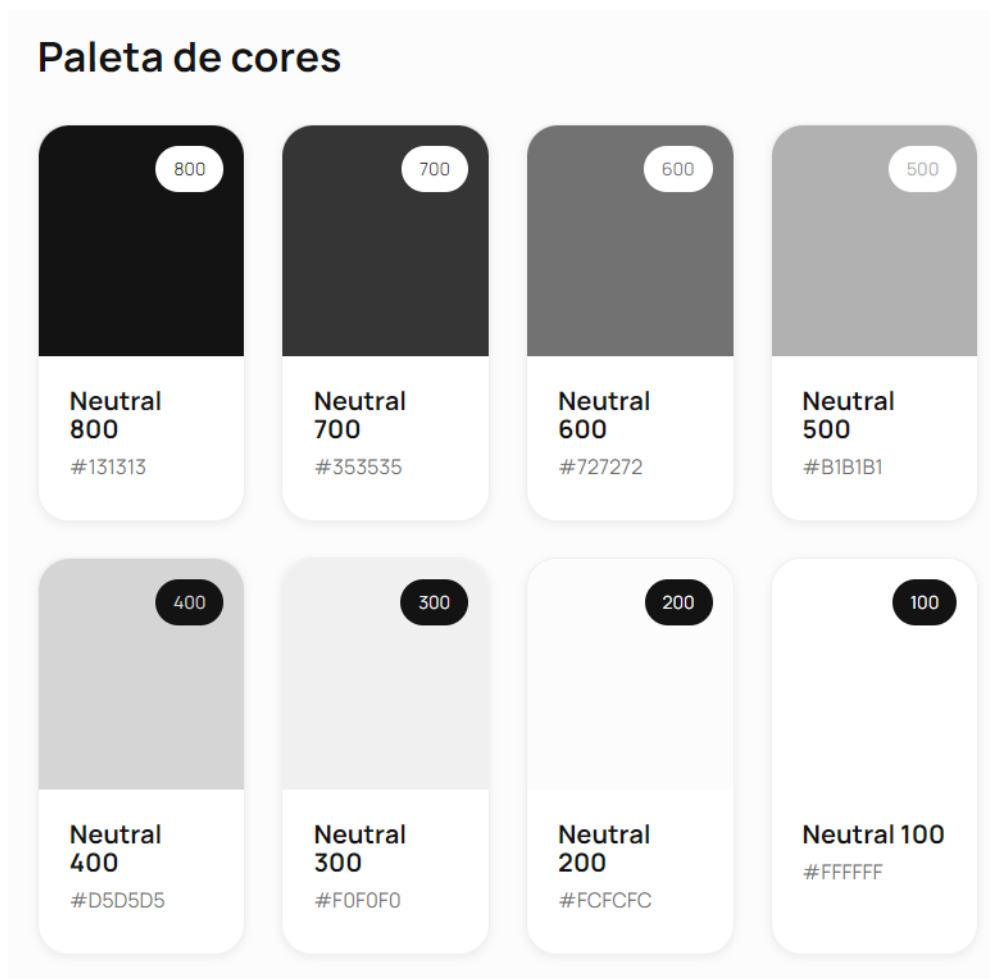 Paleta de cores
800
Neutral
800
#131313
700
Neutral
700
#353535
600
Neutral
600
#727272
500
Neutral
500
#B1B1B1
400
Neutral
400
#D5D5D5
300
Neutral
300
#F0F0F0
200
Neutral
200
#FCFCFC
100
Neutral 100
#FFFFFF